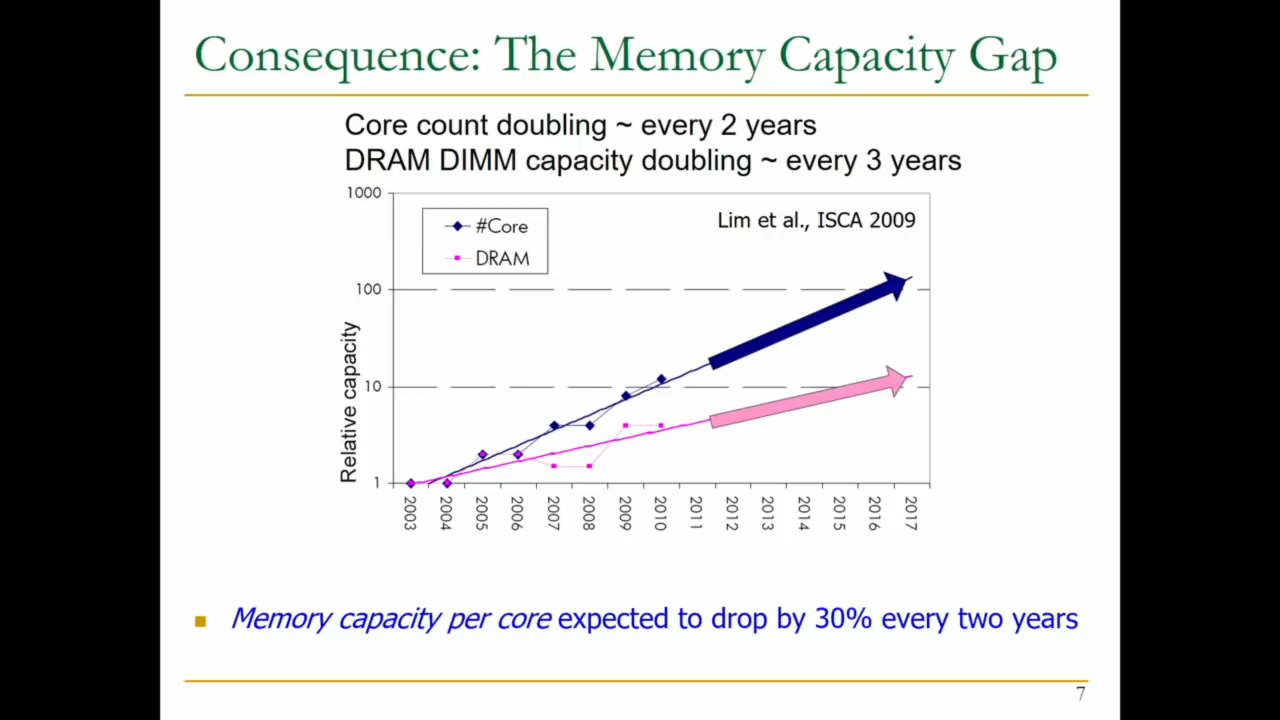 Consequence: The Memory Capacity Gap
Core count doubling ~ every 2 years
DRAM DIMM capacity doubling ~ every 3 years
1000
100
10
1
Relative capacity
#Core
DRAM
Lim et al., ISCA 2009
2003
2004
2005
2006
2007
2008
2009
2010
2011
2012
2013
2014
2015
2016
2017
Memory capacity per core expected to drop by 30% every two years
7